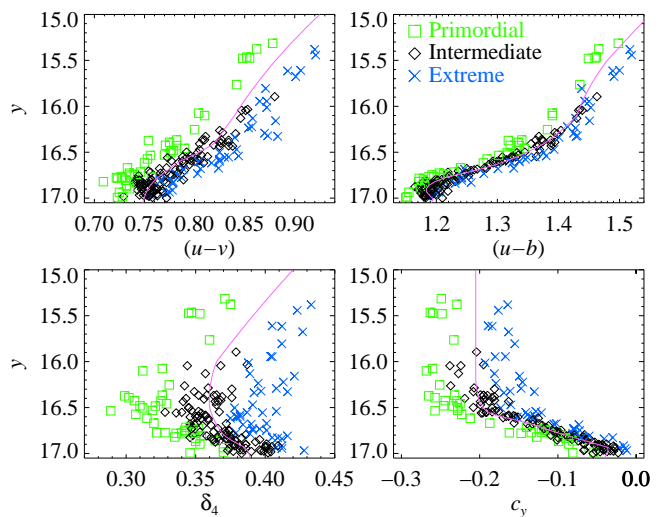 15.0
15.5
16.0
16.5
17.0
y
0.70 0.75 0.80 0.85 0.90
(u−v)
□ Primordial
◇ Intermediate
× Extreme
15.0
15.5
16.0
16.5
17.0
y
1.2 1.3 1.4 1.5
(u−b)
15.0
15.5
16.0
16.5
17.0
y
0.30 0.35 0.40 0.45
δ₄
15.0
15.5
16.0
16.5
17.0
y
−0.3 −0.2 −0.1 0.0
c_y